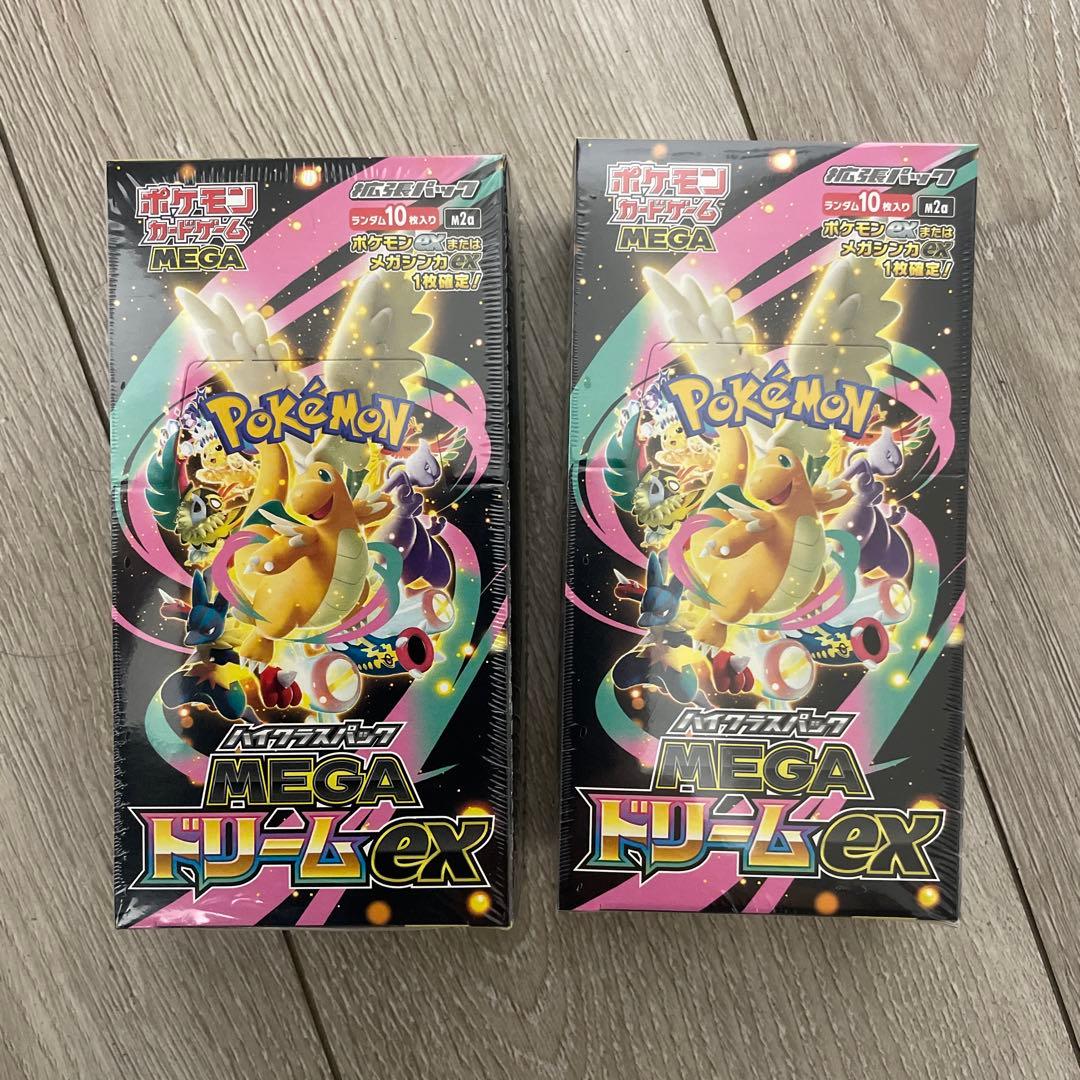 ポケモン
カードゲーム
MEGA
拡張パック
ランダム10枚入り M2a
ポケモンexまたは
メガシンカex
1枚確定!
POKéMON
ハイクラスパック
MEGA
ドリームex
ポケモン
カードゲーム
MEGA
拡張パック
ランダム10枚入り M2a
ポケモンexまたは
メガシンカex
1枚確定!
POKéMON
ハイクラスパック
MEGA
ドリームex